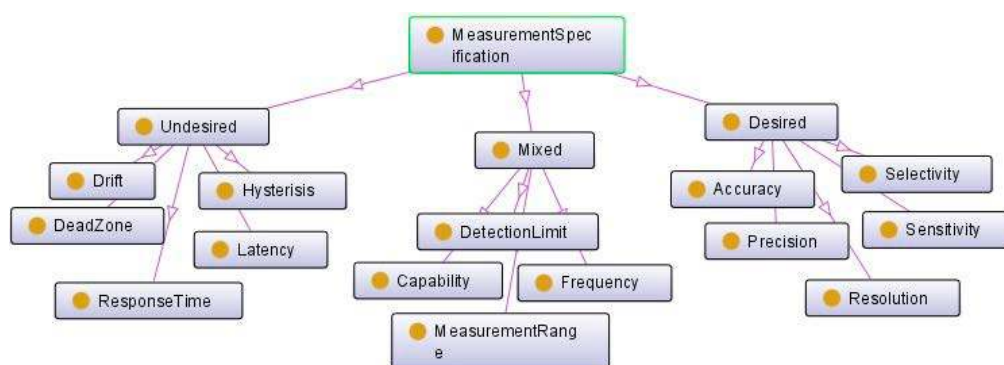 MeasurementSpec
ification
Undesired
Mixed
Desired
Drift
Hysterisis
Accuracy
Selectivity
DeadZone
Latency
DetectionLimit
Precision
Sensitivity
ResponseTime
Capability
Frequency
Resolution
MeasurementRang
e